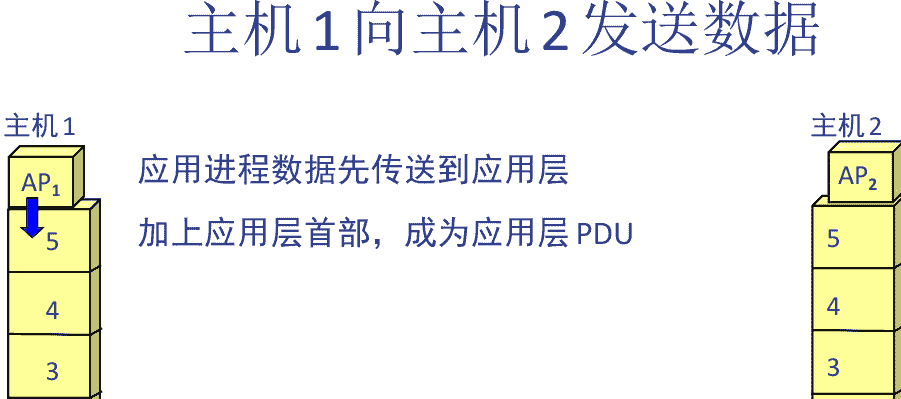 主机1向主机2发送数据
主机1
主机2
AP1
应用进程数据先传送到应用层
AP2
5
加上应用层首部，成为应用层 PDU
5
4
4
3
3